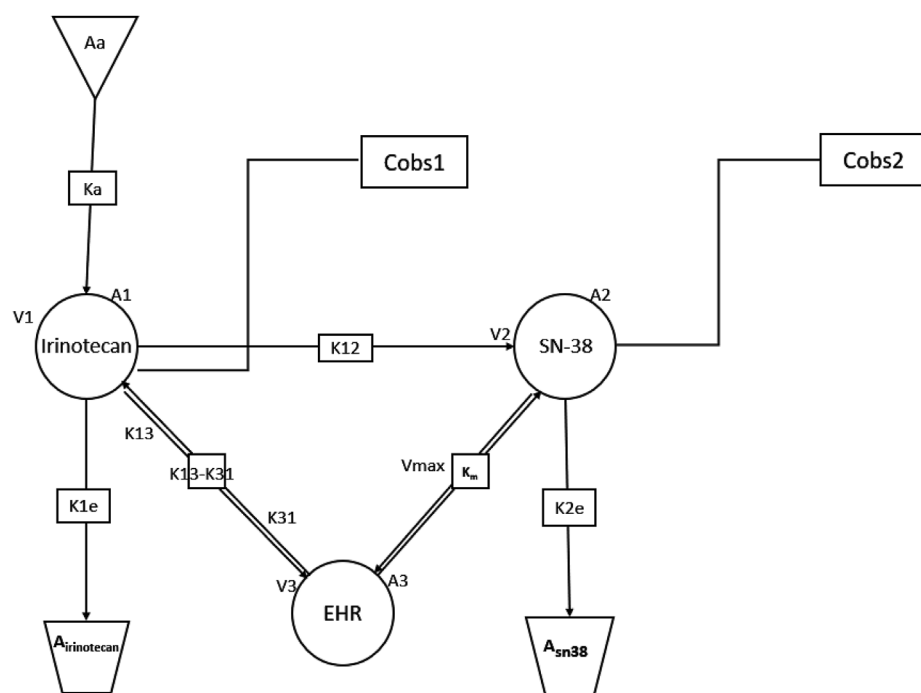 Aa
Cobs1
Cobs2
Ka
A1
A2
V1
V2
Irinotecan
K12
SN-38
K13
K13-K31
Vmax
Km
K1e
K31
K2e
V3
A3
EHR
Airinotecan
Asn38